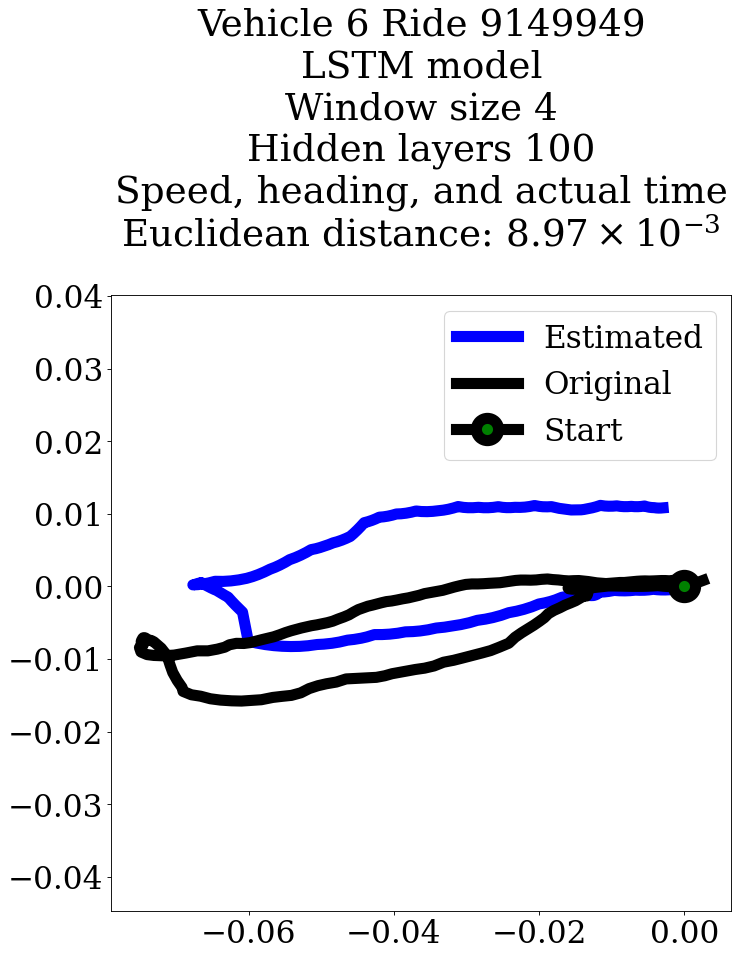 Vehicle 6 Ride 9149949
LSTM model
Window size 4
Hidden layers 100
Speed, heading, and actual time
Euclidean distance: 8.97 × 10⁻³
Estimated
Original
Start
0.04
0.03
0.02
0.01
0.00
−0.01
−0.02
−0.03
−0.04
−0.06 −0.04 −0.02 0.00